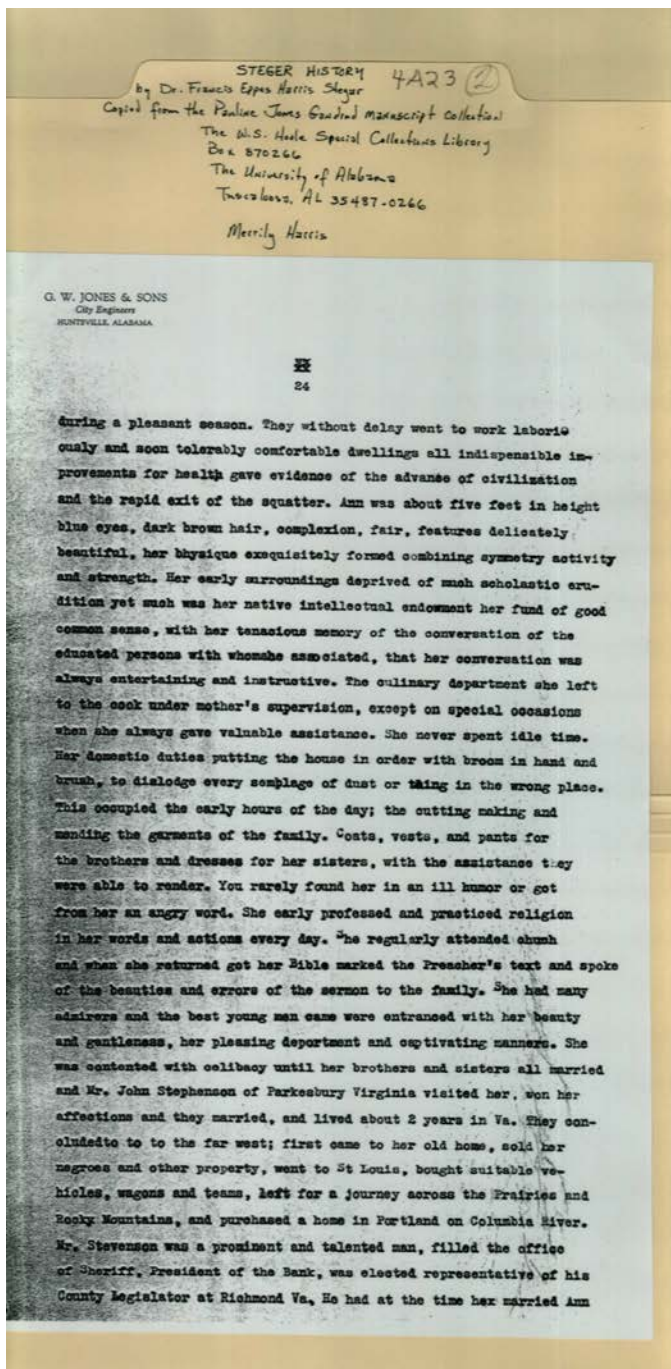 STEGER HISTORY 4A23 (2)
by Dr. Francis Eppes Harris Steger
Copied from the Pauline Jones Gandrud manuscript collection
The W.S. Hoole Special Collections Library
Box 870266
The University of Alabama
Tuscaloosa, AL 35487-0266
Merrily Harris
G. W. JONES & SONS
City Engineers
HUNTSVILLE, ALABAMA
24
during a pleasant season. They without delay went to work laborie
ously and soon tolerably comfortable dwellings all indispensible im-
provements for health gave evidence of the advance of civilization
and the rapid exit of the squatter. Ann was about five feet in height
blue eyes, dark brown hair, complexion, fair, features delicately
beautiful, her bhysique exequisitely formed combining symmetry activity
and strength. Her early surroundings deprived of much scholastic eru-
dition yet such was her native intellectual endowment her fund of good
common sense, with her tenacious memory of the conversation of the
educated persons with whomshe associated, that her conversation was
always entertaining and instructive. The culinary department she left
to the cook under mother's supervision, except on special occasions
when she always gave valuable assistance. She never spent idle time.
Her domestic duties putting the house in order with broom in hand and
brush, to dislodge every semblage of dust or thing in the wrong place.
This occupied the early hours of the day; the cutting making and
mending the garments of the family. Coats, vests, and pants for
the brothers and dresses for her sisters, with the assistance they
were able to render. You rarely found her in an ill humor or got
from her an angry word. She early professed and practiced religion
in her words and actions every day. She regularly attended chunh
and when she returned got her Bible marked the Preacher's text and spoke
of the beauties and errors of the sermon to the family. She had many
admirers and the best young men came were entranced with her beauty
and gentleness, her pleasing deportment and captivating manners. She
was contented with celibacy until her brothers and sisters all married
and Mr. John Stephenson of Parkesbury Virginia visited her, won her
affections and they married, and lived about 2 years in Va. They con-
cludedto to to the far west; first came to her old home, sold her
negroes and other property, went to St Louis, bought suitable ve-
hicles, wagons and teams, left for a journey across the Prairies and
Rocky Mountains, and purchased a home in Portland on Columbia River.
Mr. Stevenson was a prominent and talented man, filled the office
of Sheriff, President of the Bank, was elected representative of his
County Legislator at Richmond Va. He had at the time hex married Ann